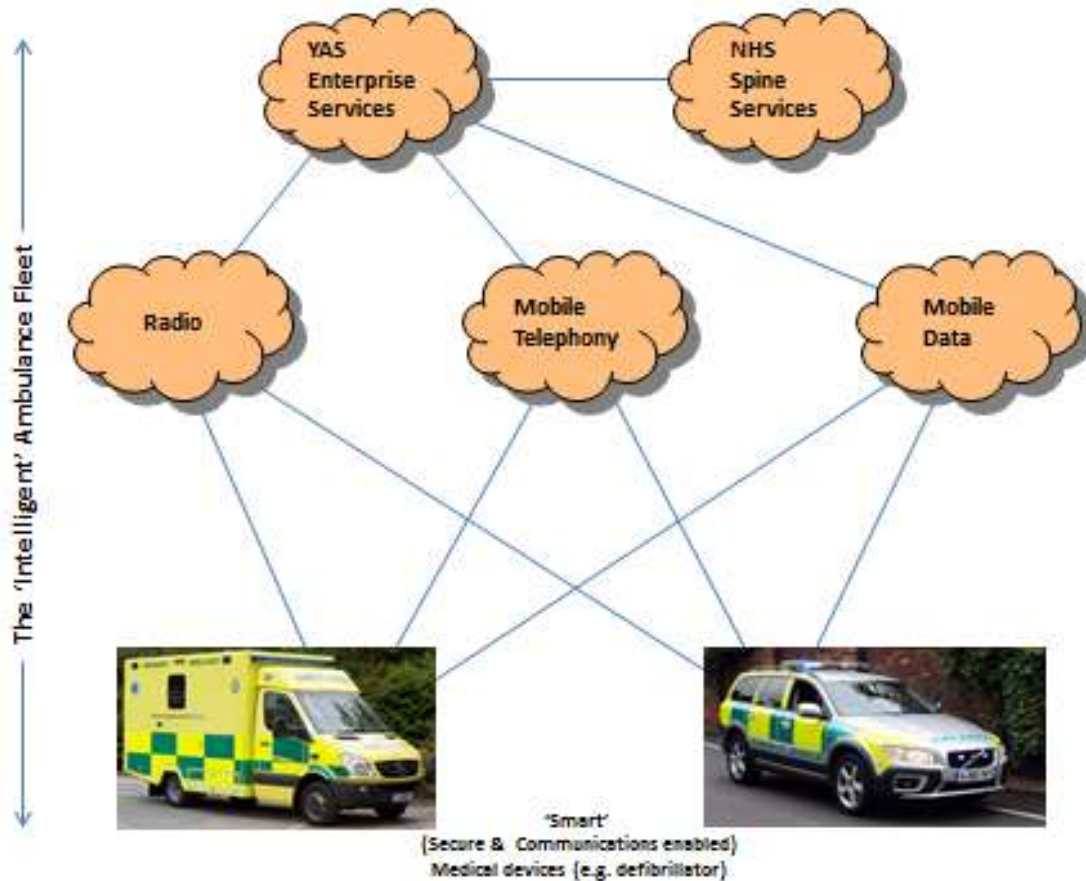 YAS
Enterprise
Services
NHS
Spine
Services
Radio
Mobile
Telephony
Mobile
Data
The 'Intelligent' Ambulance Fleet
'Smart'
(Secure & Communications enabled)
Medical devices (e.g. defibrillator)